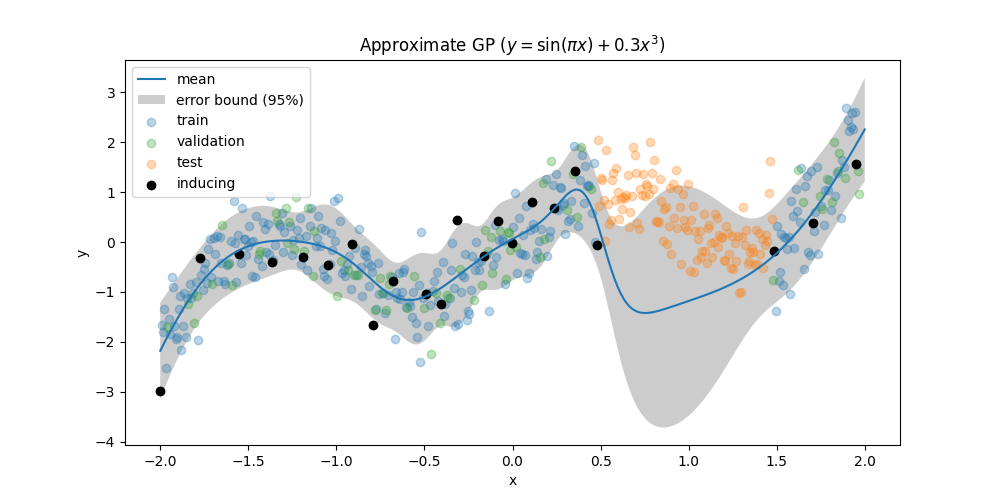 Approximate GP (y = sin(πx) + 0.3x³)
mean
error bound (95%)
train
validation
test
inducing
3
2
1
0
−1
−2
−3
−4
y
−2.0 −1.5 −1.0 −0.5 0.0 0.5 1.0 1.5 2.0
x